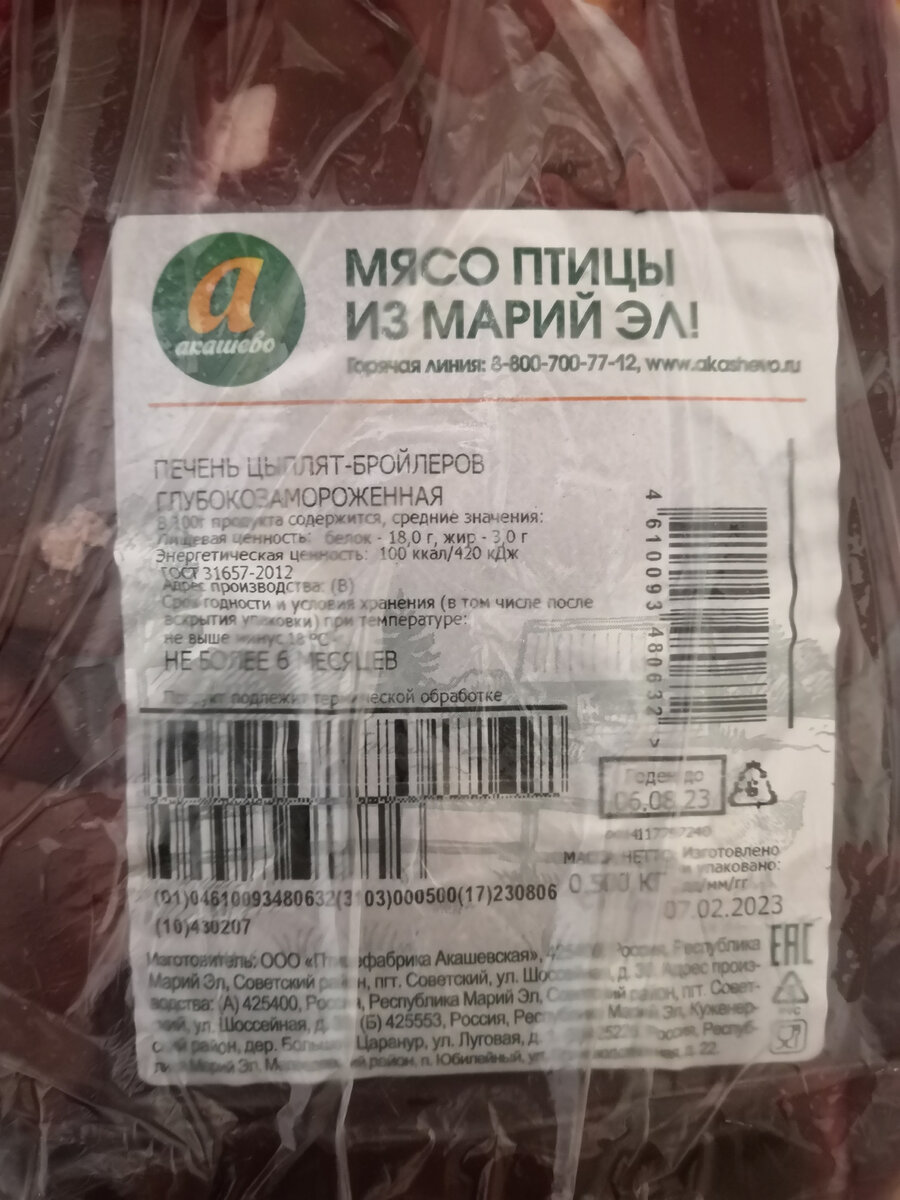 а
акашево
МЯСО ПТИЦЫ
ИЗ МАРИЙ ЭЛ!
Горячая линия: 8-800-700-77-12, www.akashevo.ru
ПЕЧЕНЬ ЦЫПЛЯТ-БРОЙЛЕРОВ
ГЛУБОКОЗАМОРОЖЕННАЯ
В 100г продукта содержится, средние значения:
Пищевая ценность: белок - 18,0 г, жир - 3,0 г
Энергетическая ценность: 100 ккал/420 кДж
ГОСТ 31657-2012
Адрес производства: (В)
Срок годности и условия хранения (в том числе после
вскрытия упаковки) при температуре:
не выше минус 18 °С
НЕ БОЛЕЕ 6 МЕСЯЦЕВ
Продукт подлежит термической обработке
4 610093 480632
Годен до
06.08.23
МАССА НЕТТО
0,500 КГ
Изготовлено
и упаковано:
дд/мм/гг
07.02.2023
(01)04610093480632(3103)000500(17)230806
(10)430207
Изготовитель: ООО «Птицефабрика Акашевская», Россия, Республика
Марий Эл, Советский район, пгт. Советский, ул. Шоссейная, д. Адрес произ-
водства: (А) 425400, Россия, Республика Марий Эл, Советский район, пгт. Совет-
ский, ул. Шоссейная, д. (Б) 425553, Россия, Республика Марий Эл, Куженер-
ский район, дер. Большой Царанур, ул. Луговая, д. Россия, Респуб-
лика Марий Эл, район, п. Юбилейный, ул. д. 22.
ЕАС